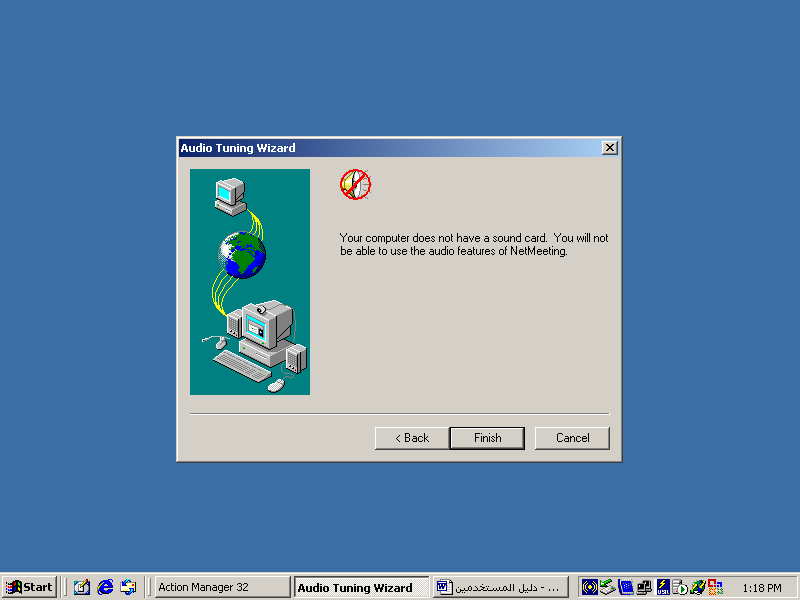 Audio Tuning Wizard
Your computer does not have a sound card. You will not
be able to use the audio features of NetMeeting.
< Back
Finish
Cancel
Start
Action Manager 32
Audio Tuning Wizard
دليل المستخدمين - ...
1:18 PM